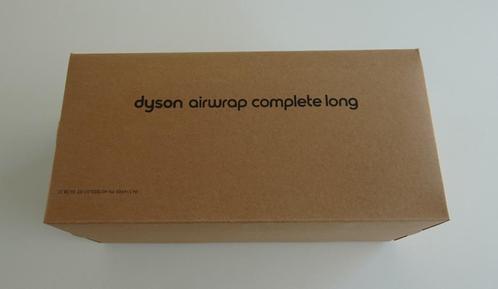 dyson airwrap complete long